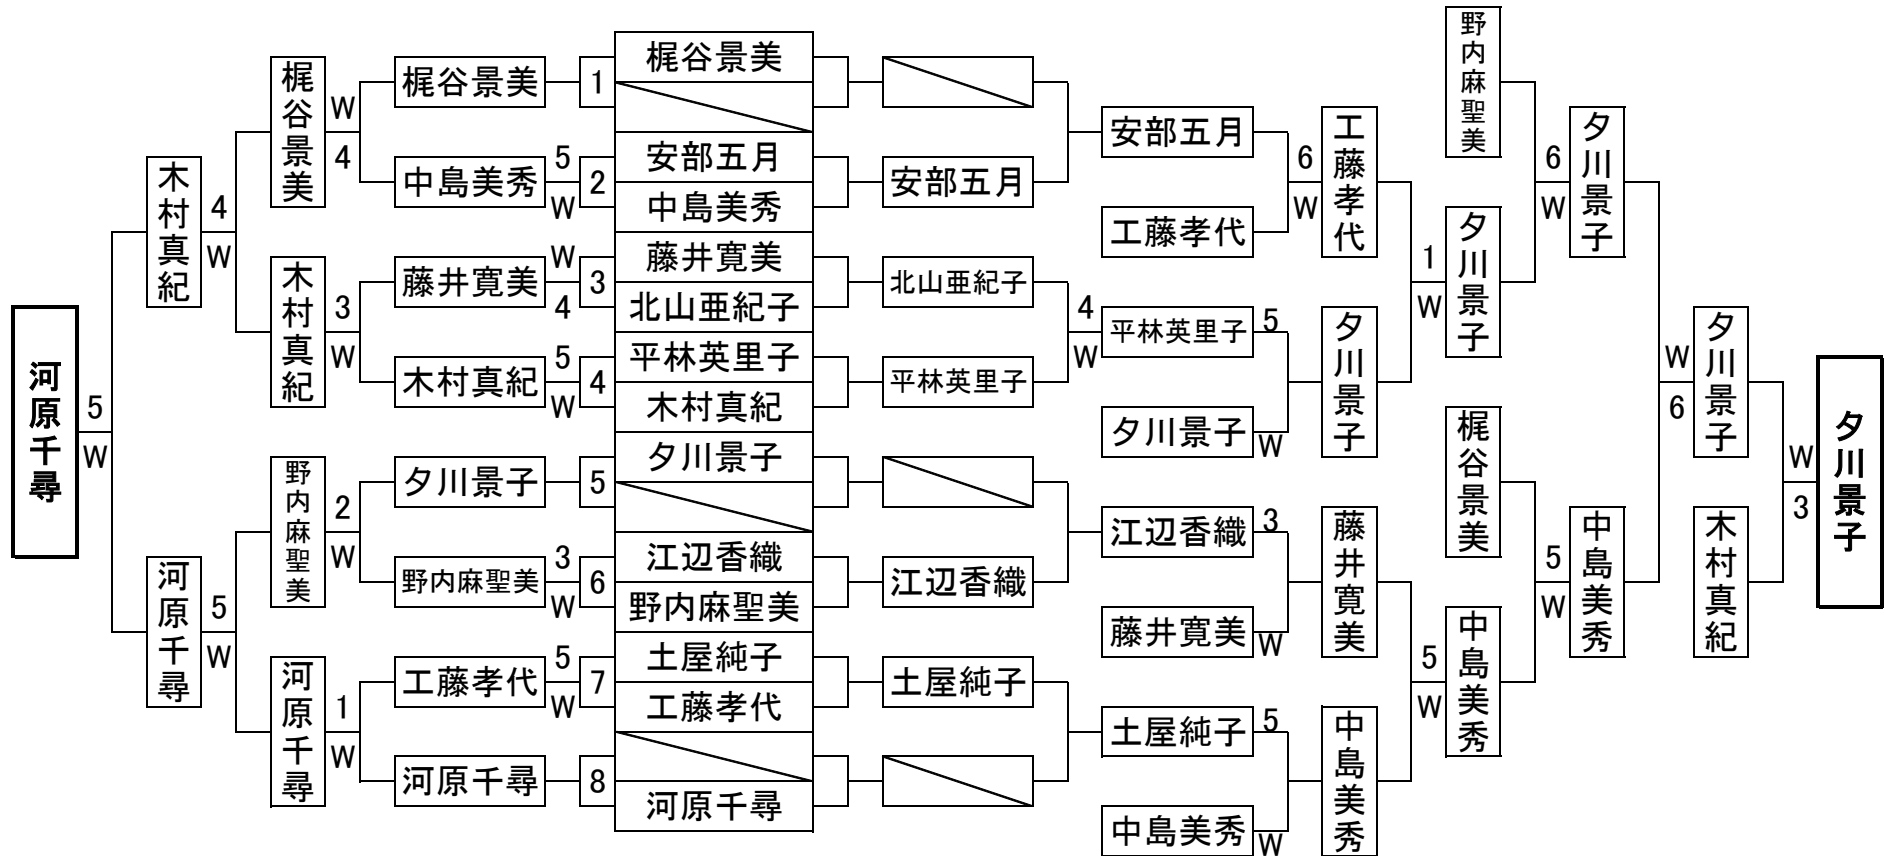 河原千尋
5
W
木村真紀
河原千尋
4
W
5
W
梶谷景美
木村真紀
野内麻聖美
河原千尋
W
4
3
W
2
W
1
W
梶谷景美
中島美秀
藤井寛美
木村真紀
夕川景子
野内麻聖美
工藤孝代
河原千尋
5
W
W
4
5
W
3
W
5
W
1
2
3
4
5
6
7
8
梶谷景美
安部五月
中島美秀
藤井寛美
北山亜紀子
平林英里子
木村真紀
夕川景子
江辺香織
野内麻聖美
土屋純子
工藤孝代
河原千尋
安部五月
北山亜紀子
平林英里子
江辺香織
土屋純子
4
W
安部五月
工藤孝代
平林英里子
夕川景子
江辺香織
藤井寛美
土屋純子
中島美秀
6
W
5
W
3
W
5
W
工藤孝代
夕川景子
藤井寛美
中島美秀
1
W
5
W
野内麻聖美
夕川景子
梶谷景美
中島美秀
6
W
5
W
夕川景子
中島美秀
W
6
夕川景子
木村真紀
W
3
夕川景子